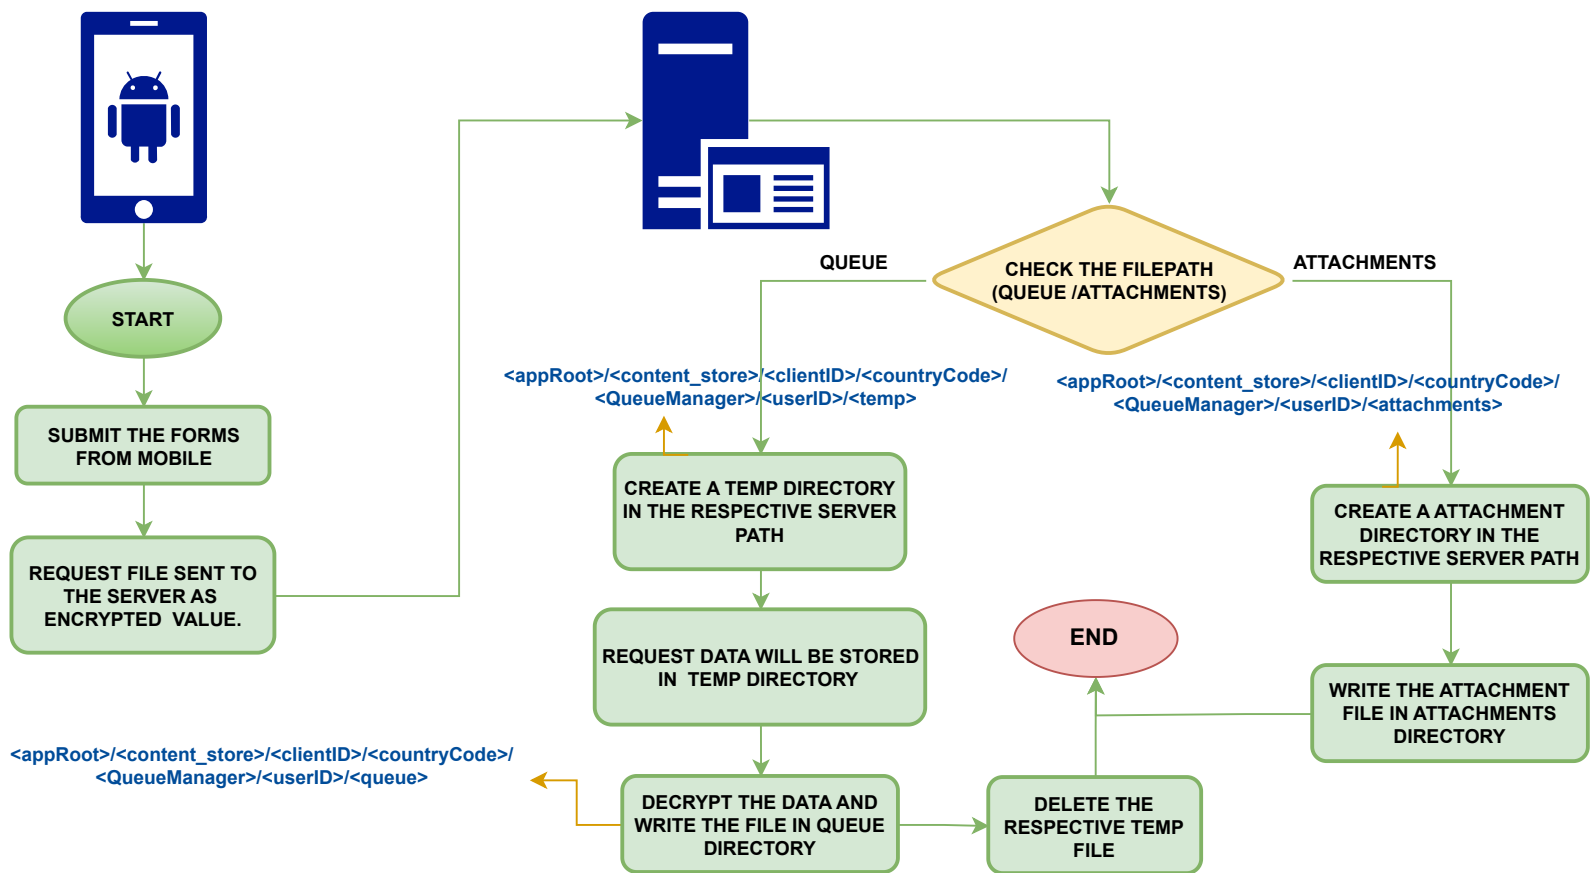 START
SUBMIT THE FORMS
FROM MOBILE
REQUEST FILE SENT TO
THE SERVER AS
ENCRYPTED VALUE.
CHECK THE FILEPATH
(QUEUE /ATTACHMENTS)
QUEUE
ATTACHMENTS
<appRoot>/<content_store>/<clientID>/<countryCode>/
<QueueManager>/<userID>/<temp>
<appRoot>/<content_store>/<clientID>/<countryCode>/
<QueueManager>/<userID>/<attachments>
CREATE A TEMP DIRECTORY
IN THE RESPECTIVE SERVER
PATH
CREATE A ATTACHMENT
DIRECTORY IN THE
RESPECTIVE SERVER PATH
REQUEST DATA WILL BE STORED
IN TEMP DIRECTORY
END
WRITE THE ATTACHMENT
FILE IN ATTACHMENTS
DIRECTORY
<appRoot>/<content_store>/<clientID>/<countryCode>/
<QueueManager>/<userID>/<queue>
DECRYPT THE DATA AND
WRITE THE FILE IN QUEUE
DIRECTORY
DELETE THE
RESPECTIVE TEMP
FILE